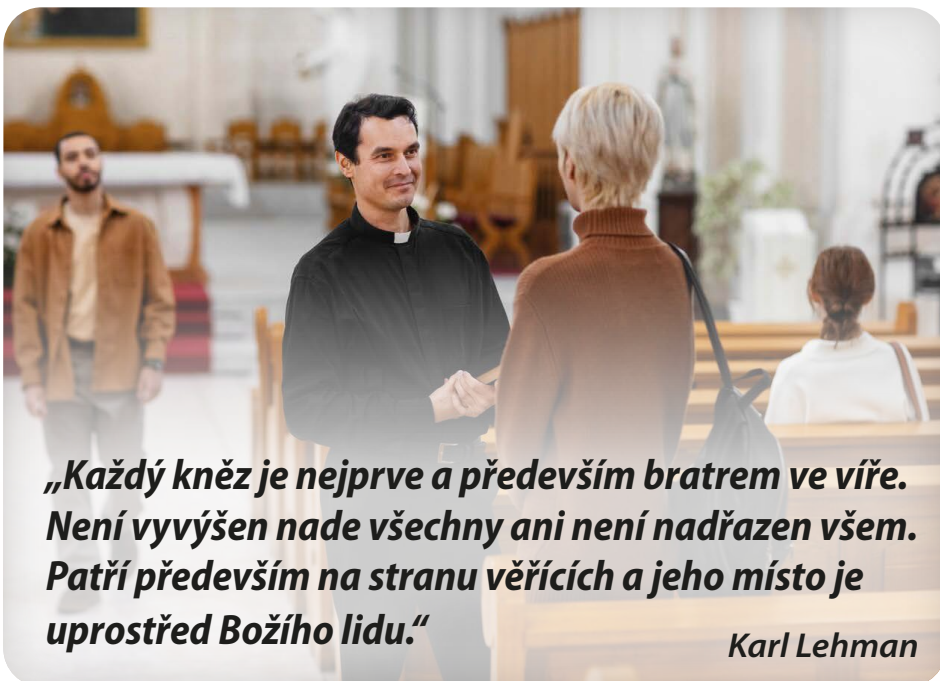 „Každý kněz je nejprve a především bratrem ve víře.
Není vyvýšen nade všechny ani není nadřazen všem.
Patří především na stranu věřících a jeho místo je
uprostřed Božího lidu.“
Karl Lehman